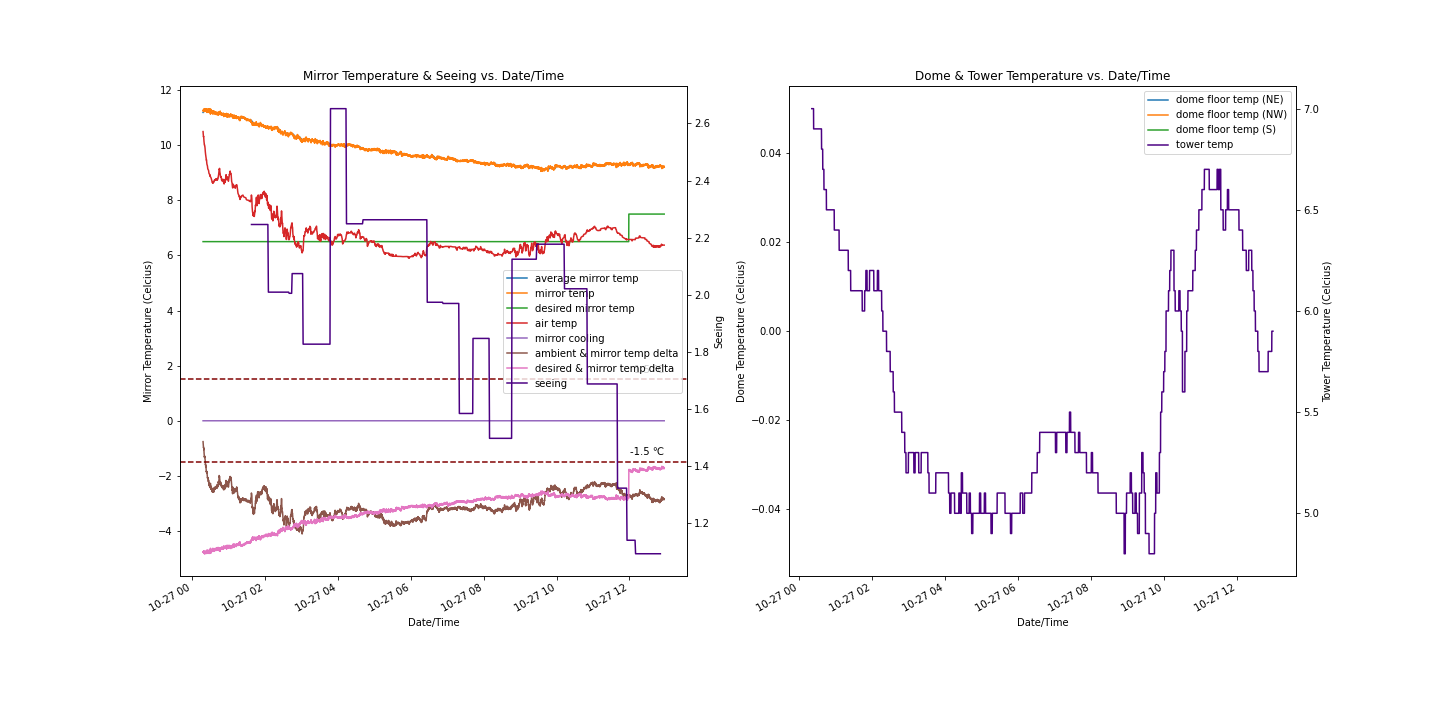 Mirror Temperature & Seeing vs. Date/Time
12
10
8
6
4
2
0
−2
−4
Mirror Temperature (Celcius)
2.6
2.4
2.2
2.0
1.8
1.6
1.4
1.2
Seeing
average mirror temp
mirror temp
desired mirror temp
air temp
mirror cooling
ambient & mirror temp delta
desired & mirror temp delta
seeing
-1.5 ℃
10-27 00
10-27 02
10-27 04
10-27 06
10-27 08
10-27 10
10-27 12
Date/Time
Dome & Tower Temperature vs. Date/Time
0.04
0.02
0.00
−0.02
−0.04
Dome Temperature (Celcius)
dome floor temp (NE)
dome floor temp (NW)
dome floor temp (S)
tower temp
7.0
6.5
6.0
5.5
5.0
Tower Temperature (Celcius)
10-27 00
10-27 02
10-27 04
10-27 06
10-27 08
10-27 10
10-27 12
Date/Time